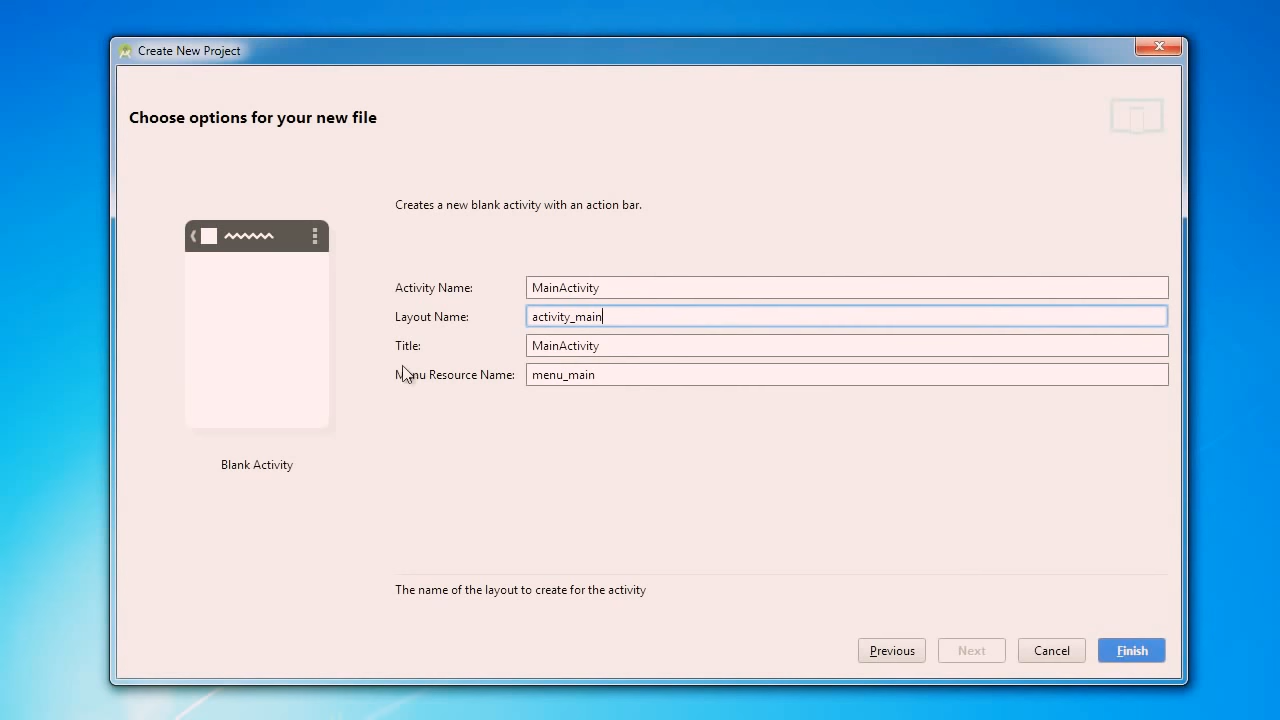 Create New Project
Choose options for your new file
Creates a new blank activity with an action bar.
Activity Name: MainActivity
Layout Name: activity_main
Title: MainActivity
Menu Resource Name: menu_main
Blank Activity
The name of the layout to create for the activity
Previous Next Cancel Finish